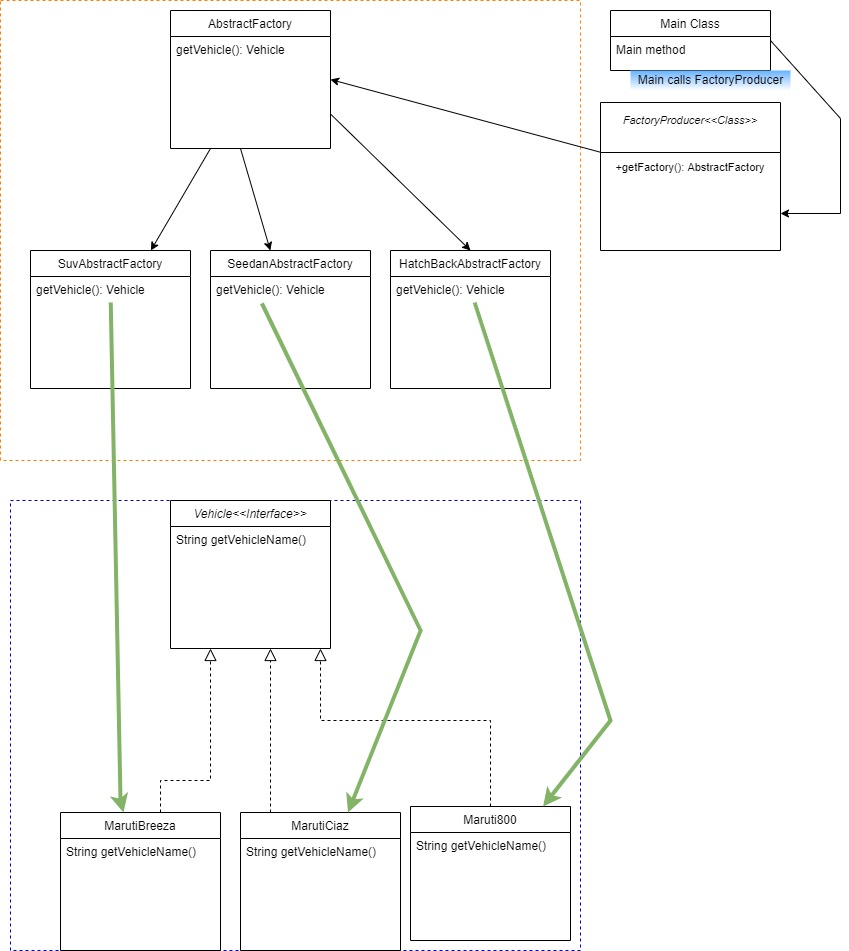 AbstractFactory
getVehicle(): Vehicle
Main Class
Main method
Main calls FactoryProducer
FactoryProducer<<Class>>
+getFactory(): AbstractFactory
SuvAbstractFactory
getVehicle(): Vehicle
SeedanAbstractFactory
getVehicle(): Vehicle
HatchBackAbstractFactory
getVehicle(): Vehicle
Vehicle<<Interface>>
String getVehicleName()
MarutiBreeza
String getVehicleName()
MarutiCiaz
String getVehicleName()
Maruti800
String getVehicleName()